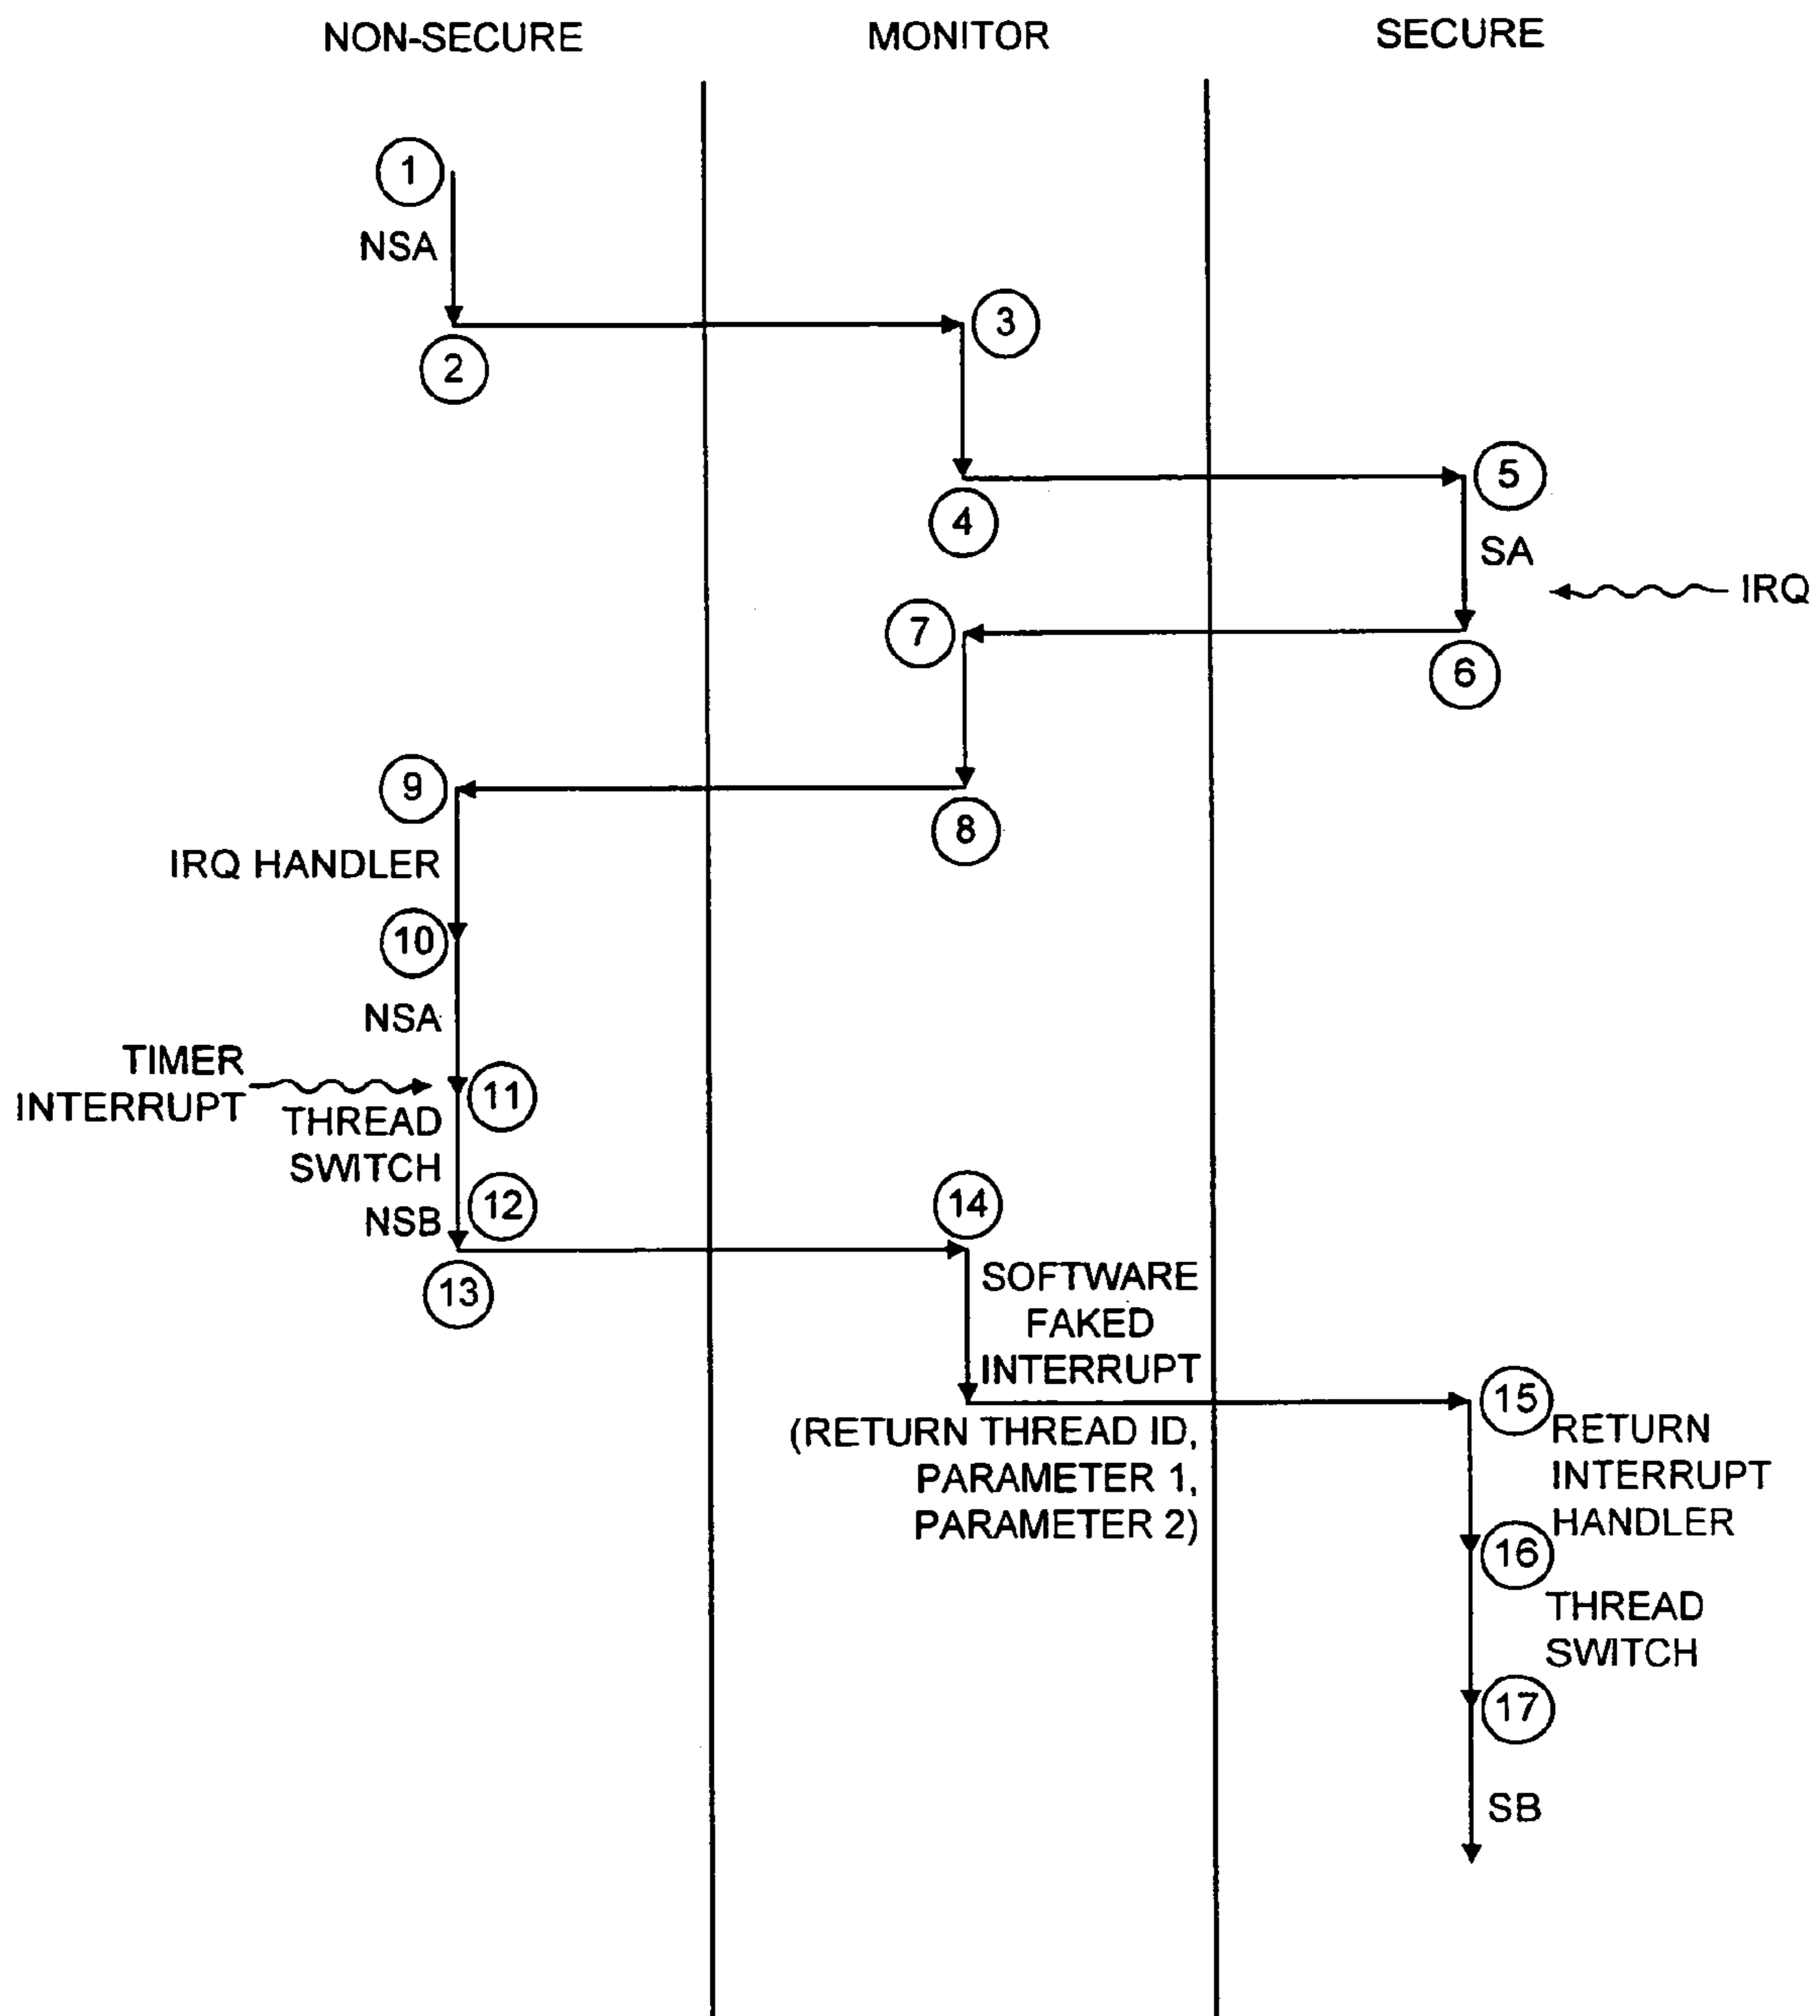 NON-SECURE MONITOR SECURE
1
NSA
2
3
4
5
SA
IRQ
6
7
8
9
IRQ HANDLER
10
NSA
TIMER
INTERRUPT
11
THREAD
SWITCH
12
NSB
13
14
SOFTWARE
FAKED
INTERRUPT
(RETURN THREAD ID,
PARAMETER 1,
PARAMETER 2)
15
RETURN
INTERRUPT
HANDLER
16
THREAD
SWITCH
17
SB